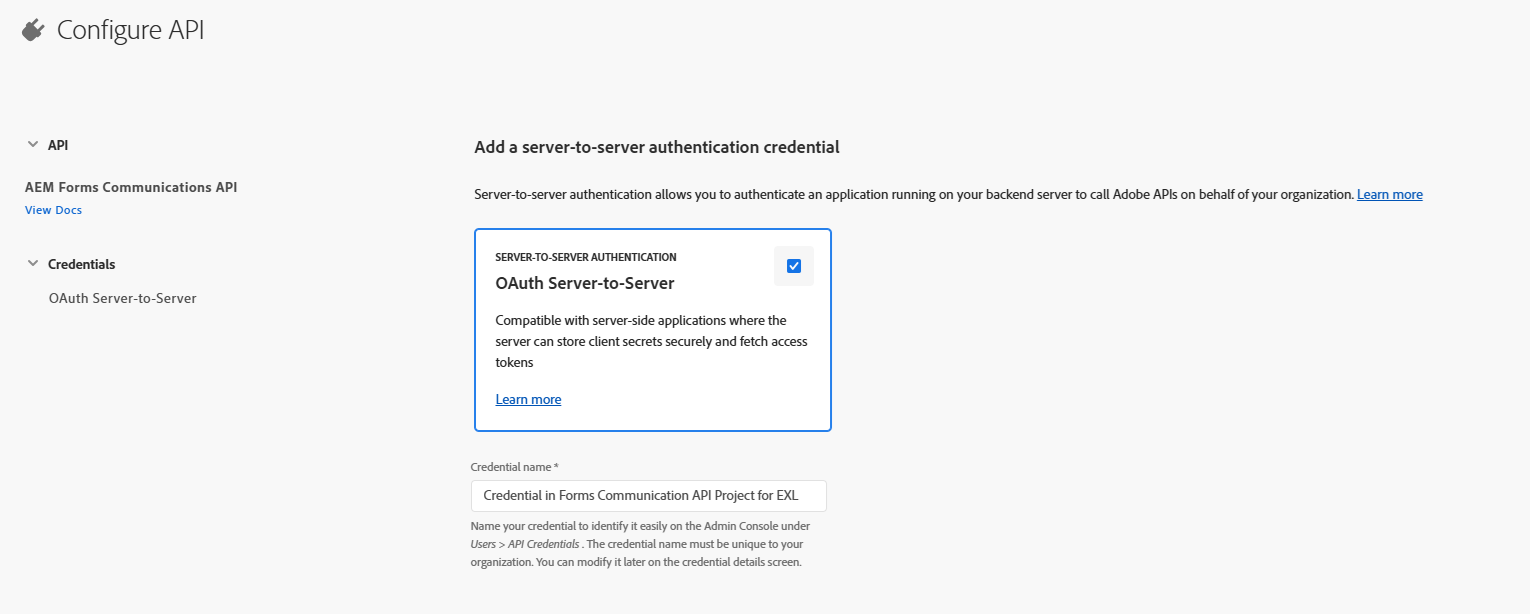 Configure API
API
AEM Forms Communications API
View Docs
Credentials
OAuth Server-to-Server
Add a server-to-server authentication credential
Server-to-server authentication allows you to authenticate an application running on your backend server to call Adobe APIs on behalf of your organization. Learn more
SERVER-TO-SERVER AUTHENTICATION
OAuth Server-to-Server
Compatible with server-side applications where the
server can store client secrets securely and fetch access
tokens
Learn more
Credential name *
Credential in Forms Communication API Project for EXL
Name your credential to identify it easily on the Admin Console under
Users > API Credentials . The credential name must be unique to your
organization. You can modify it later on the credential details screen.